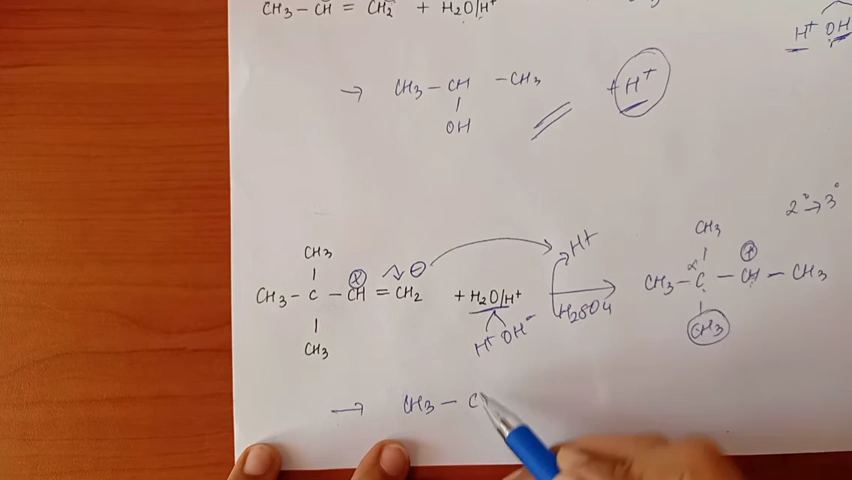 CH3 - CH = CH2 + H2O/H+
H+ OH
→ CH3 - CH - CH3 + H+
OH
2° → 3°
CH3 CH3
CH3 - C - CH = CH2 + H2O/H+ → CH3 - C - CH - CH3
CH3 H+ OH- H2SO4 H+ CH3
→ CH3 - C